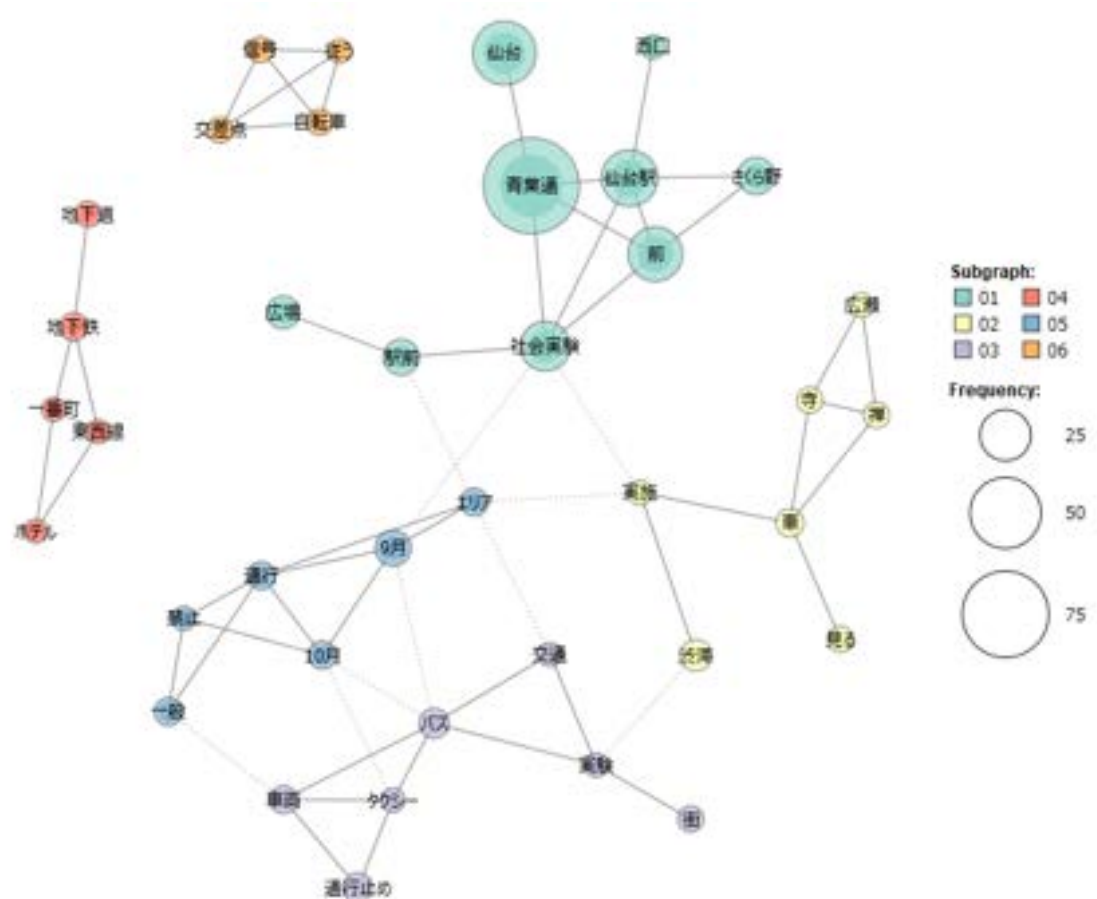 仙台
西口
信号
交差点
自転車
青葉通
仙台駅
さくら野
前
地下道
地下鉄
一番町
東西線
ホテル
広場
駅前
社会実験
広瀬
寺
禅
車
実施
見る
渋滞
エリア
9月
通行
禁止
10月
一般
交通
バス
実験
街
車両
タクシー
通行止め
Subgraph:
01 04
02 05
03 06
Frequency:
25
50
75